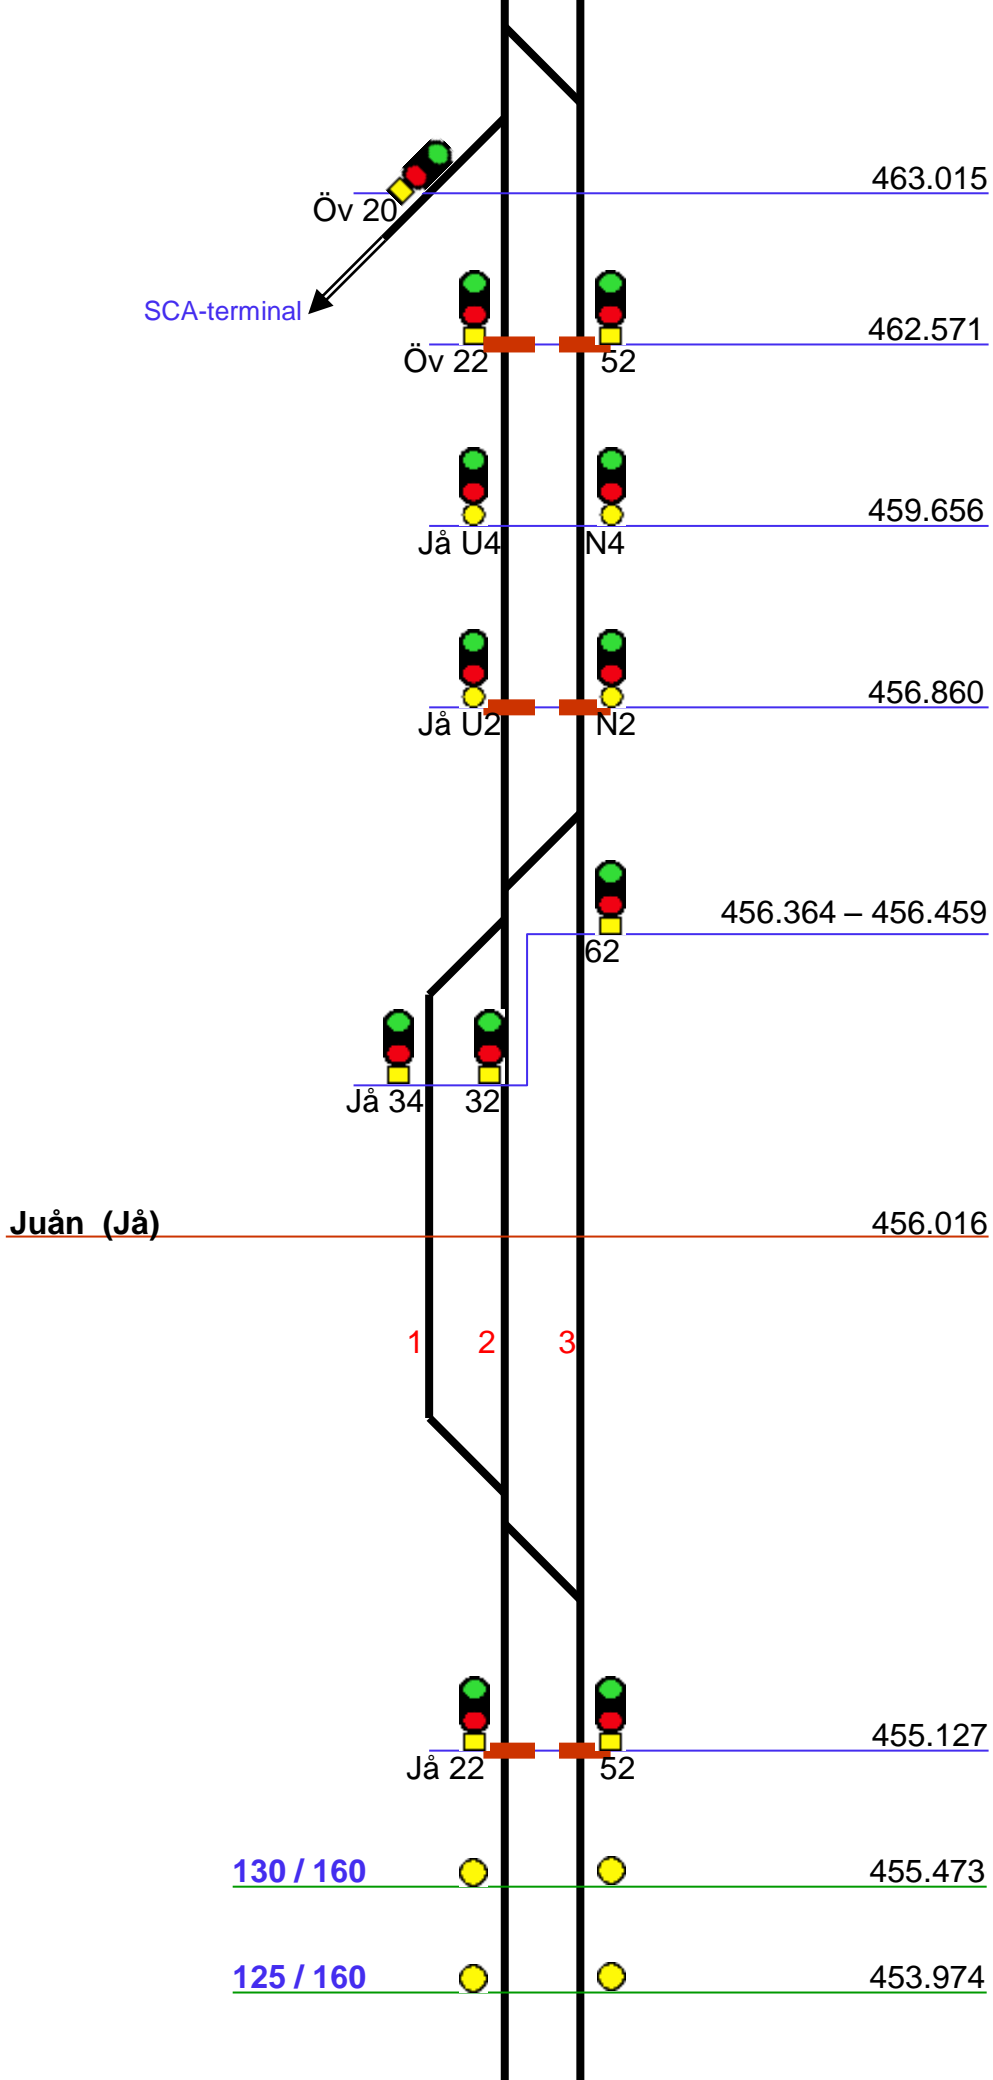 463.015
Öv 20
SCA-terminal
462.571
Öv 22 52
459.656
Jå U4 N4
456.860
Jå U2 N2
456.364 – 456.459
62
Jå 34 32
Juån (Jå) 456.016
1 2 3
455.127
Jå 22 52
130 / 160 455.473
125 / 160 453.974